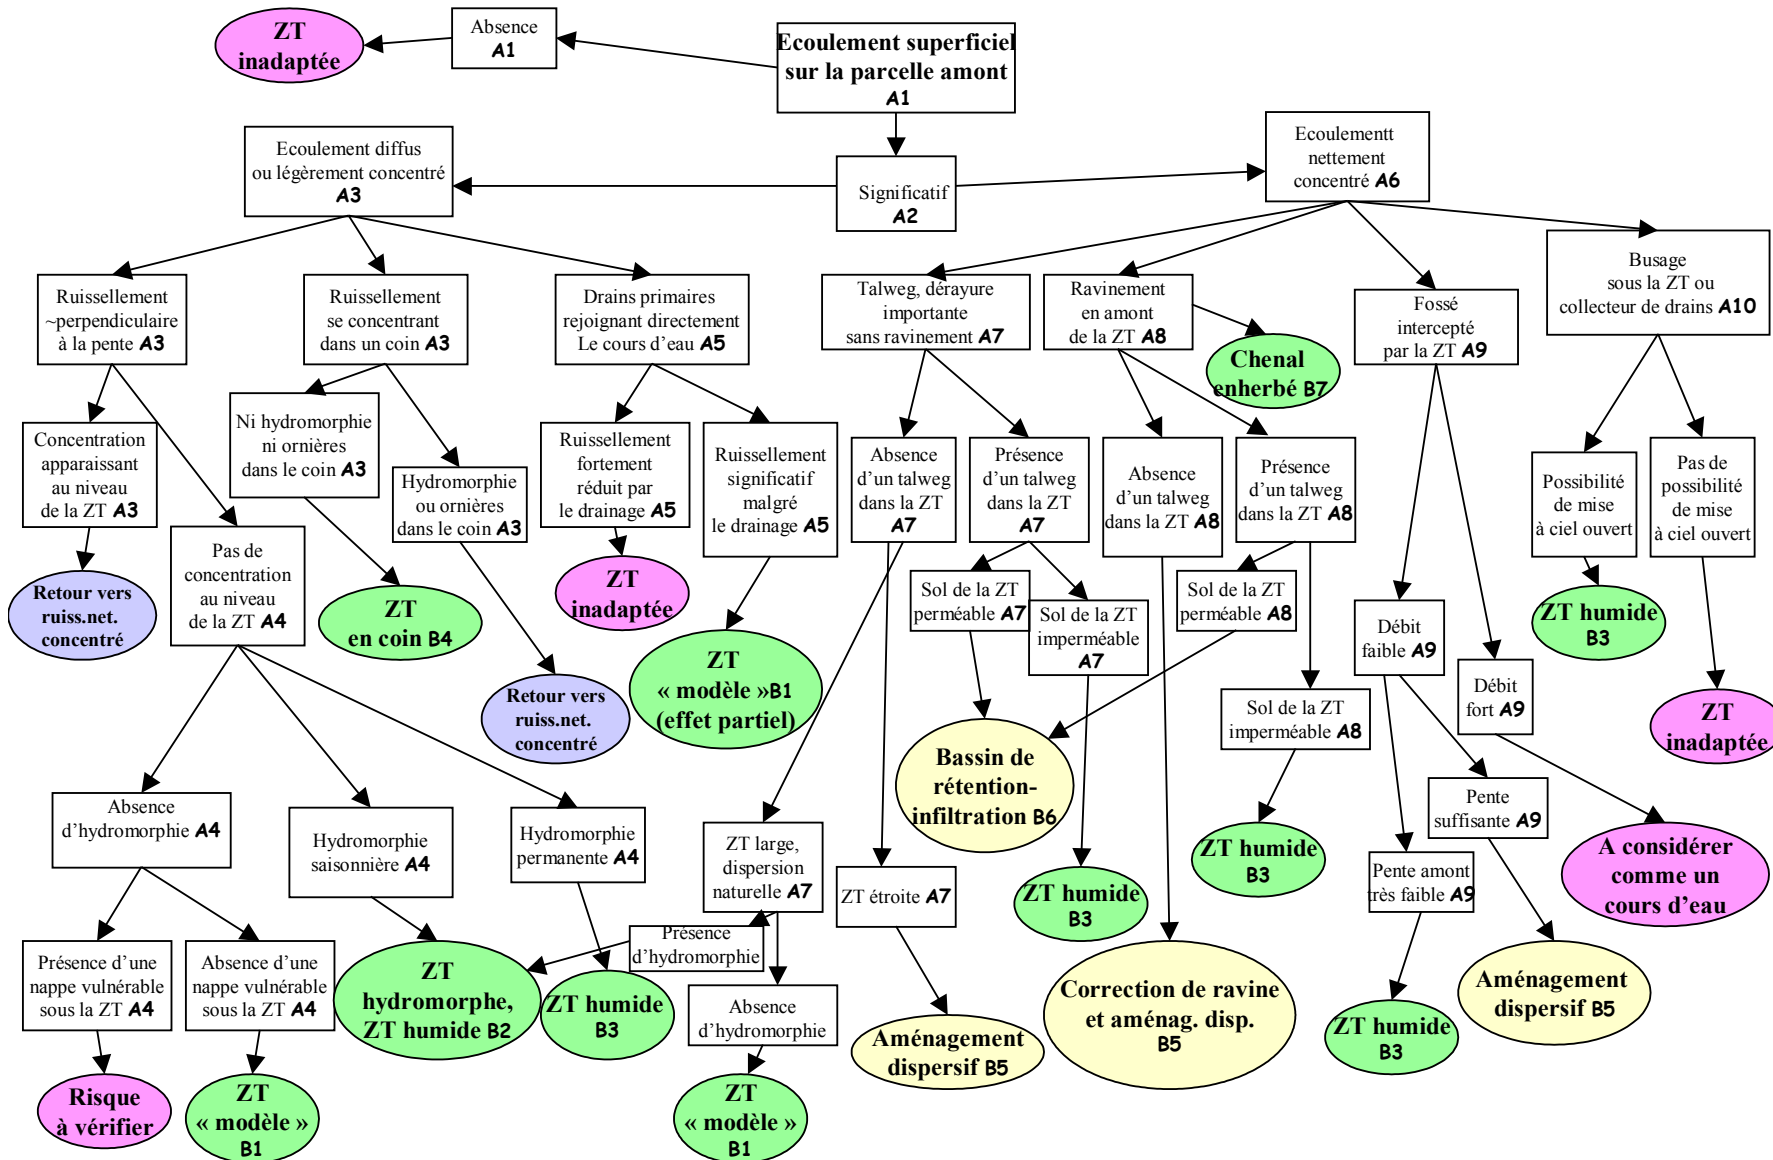 ZT
inadaptée
Absence
A1
Ecoulement superficiel
sur la parcelle amont
A1
Ecoulement diffus
ou légèrement concentré
A3
Significatif
A2
Ecoulementt
nettement
concentré A6
Ruissellement
~perpendiculaire
à la pente A3
Ruissellement
se concentrant
dans un coin A3
Drains primaires
rejoignant directement
Le cours d'eau A5
Talweg, dérayure
importante
sans ravinement A7
Ravinement
en amont
de la ZT A8
Fossé
intercepté
par la ZT A9
Busage
sous la ZT ou
collecteur de drains A10
Chenal
enherbé B7
Concentration
apparaissant
au niveau
de la ZT A3
Ni hydromorphie
ni ornières
dans le coin A3
Hydromorphie
ou ornières
dans le coin A3
Ruissellement
fortement
réduit par
le drainage A5
Ruissellement
significatif
malgré
le drainage A5
Absence
d'un talweg
dans la ZT
A7
Présence
d'un talweg
dans la ZT
A7
Absence
d'un talweg
dans la ZT A8
Présence
d'un talweg
dans la ZT A8
Possibilité
de mise
à ciel ouvert
Pas de
possibilité
de mise
à ciel ouvert
Retour vers
ruiss.net.
concentré
Pas de
concentration
au niveau
de la ZT A4
ZT
en coin B4
ZT
inadaptée
Sol de la ZT
perméable A7
Sol de la ZT
imperméable
A7
Sol de la ZT
perméable A8
Débit
faible A9
ZT humide
B3
Retour vers
ruiss.net.
concentré
ZT
« modèle »B1
(effet partiel)
Sol de la ZT
imperméable A8
Débit
fort A9
ZT
inadaptée
Bassin de
rétention-
infiltration B6
Absence
d'hydromorphie A4
Hydromorphie
saisonnière A4
Hydromorphie
permanente A4
ZT large,
dispersion
naturelle A7
ZT étroite A7
ZT humide
B3
ZT humide
B3
Pente
suffisante A9
Pente amont
très faible A9
A considérer
comme un
cours d'eau
Présence d'une
nappe vulnérable
sous la ZT A4
Absence d'une
nappe vulnérable
sous la ZT A4
ZT
hydromorphe,
ZT humide B2
Présence
d'hydromorphie
ZT humide
B3
Absence
d'hydromorphie
Aménagement
dispersif B5
Correction de ravine
et aménag. disp.
B5
ZT humide
B3
Aménagement
dispersif B5
Risque
à vérifier
ZT
« modèle »
B1
ZT
« modèle »
B1